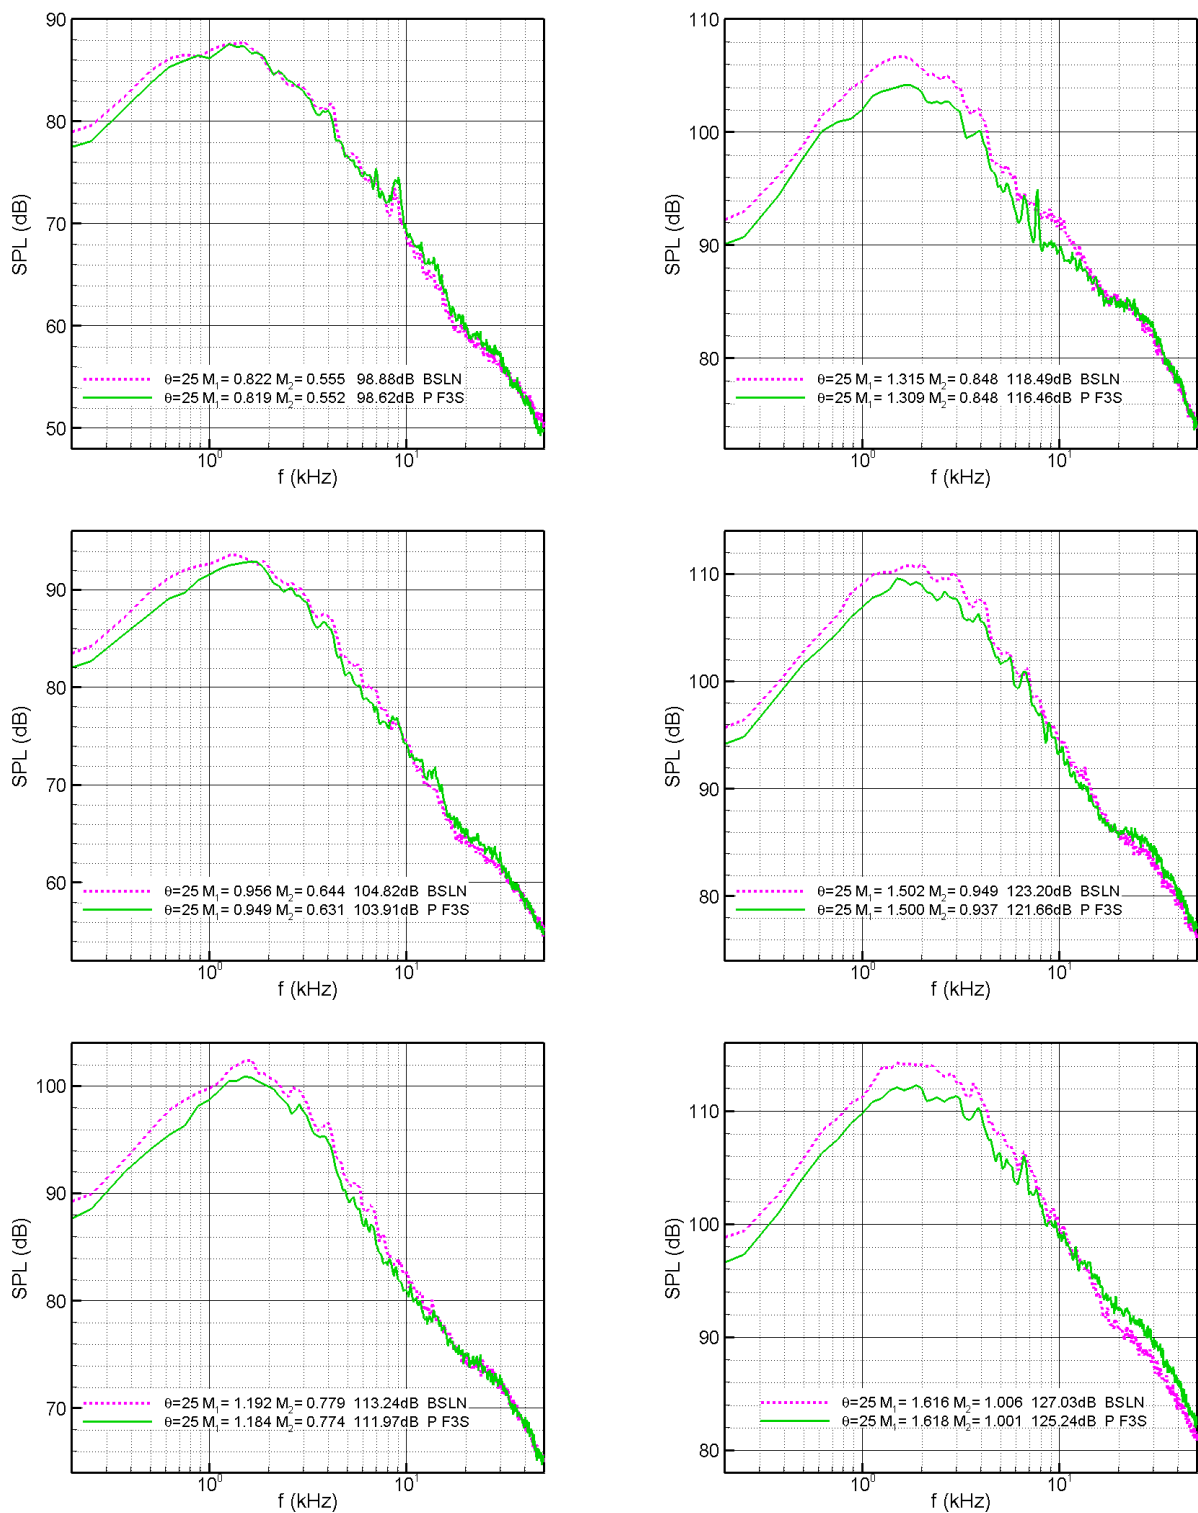 90
80
70
60
50
SPL (dB)
θ=25 M₁= 0.822 M₂= 0.555 98.88dB BSLN
θ=25 M₁= 0.819 M₂= 0.552 98.62dB P F3S
10⁰ 10¹
f (kHz)
110
100
90
80
SPL (dB)
θ=25 M₁= 1.315 M₂= 0.848 118.49dB BSLN
θ=25 M₁= 1.309 M₂= 0.848 116.46dB P F3S
10⁰ 10¹
f (kHz)
90
80
70
60
SPL (dB)
θ=25 M₁= 0.956 M₂= 0.644 104.82dB BSLN
θ=25 M₁= 0.949 M₂= 0.631 103.91dB P F3S
10⁰ 10¹
f (kHz)
110
100
90
80
SPL (dB)
θ=25 M₁= 1.502 M₂= 0.949 123.20dB BSLN
θ=25 M₁= 1.500 M₂= 0.937 121.66dB P F3S
10⁰ 10¹
f (kHz)
100
90
80
70
SPL (dB)
θ=25 M₁= 1.192 M₂= 0.779 113.24dB BSLN
θ=25 M₁= 1.184 M₂= 0.774 111.97dB P F3S
10⁰ 10¹
f (kHz)
110
100
90
80
SPL (dB)
θ=25 M₁= 1.616 M₂= 1.006 127.03dB BSLN
θ=25 M₁= 1.618 M₂= 1.001 125.24dB P F3S
10⁰ 10¹
f (kHz)